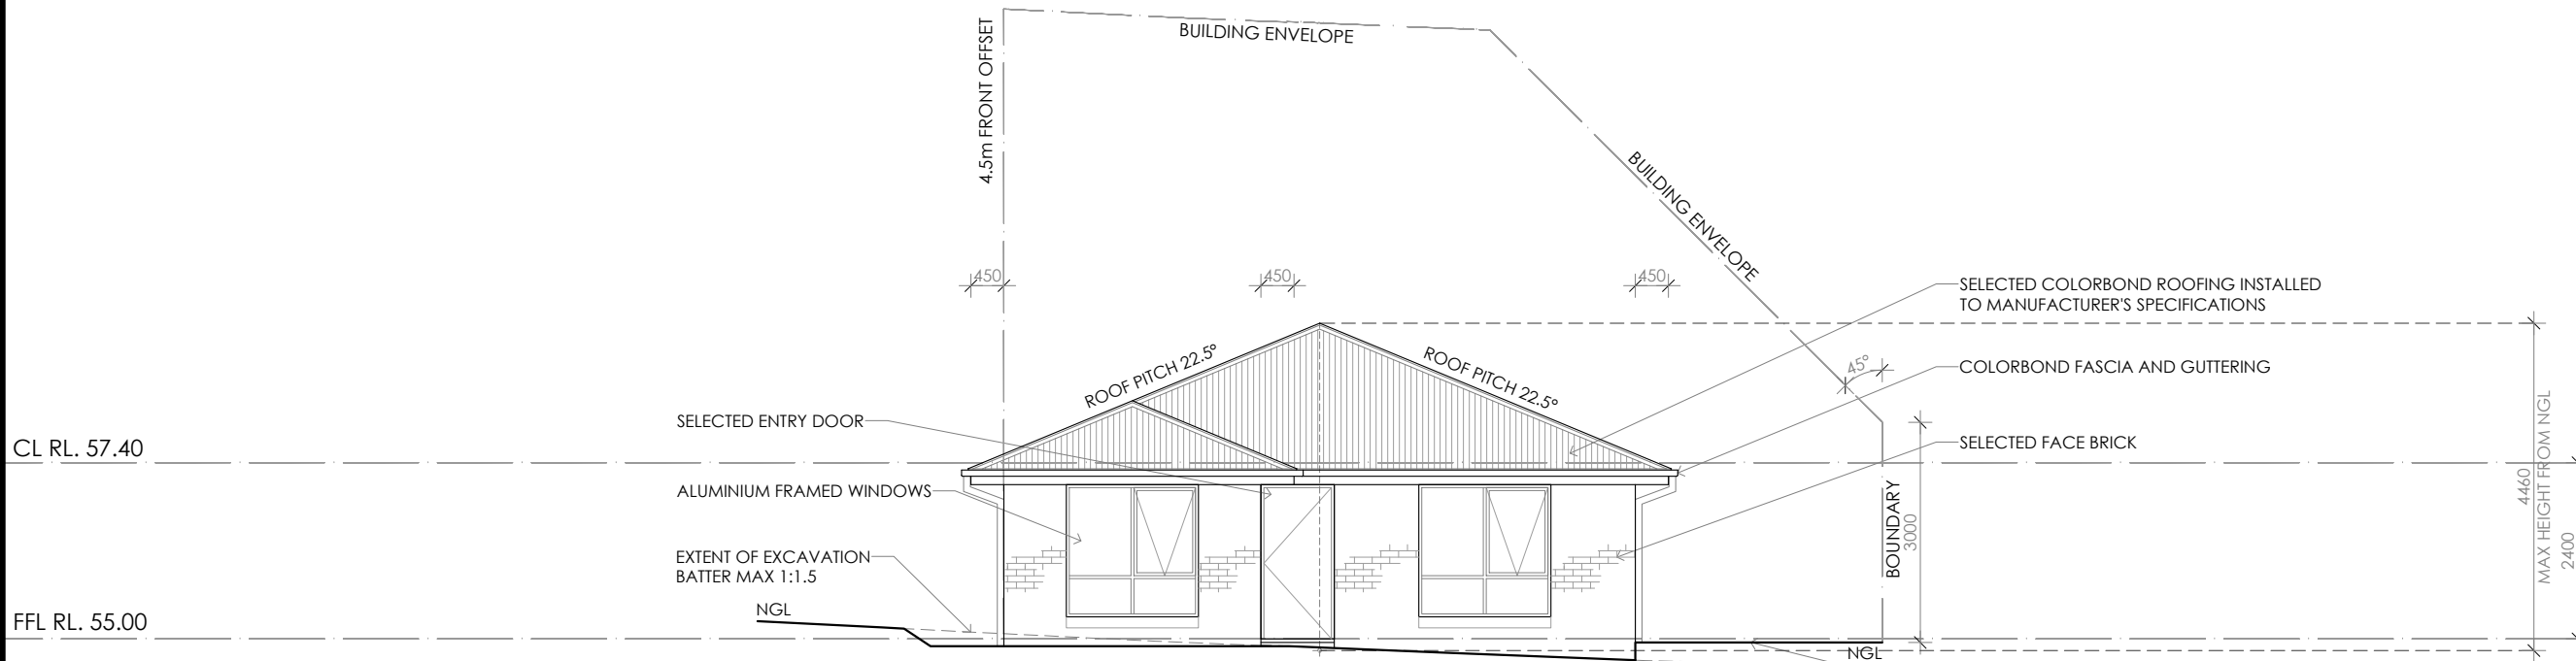 BUILDING ENVELOPE
4.5m FRONT OFFSET
BUILDING ENVELOPE
450
450
450
SELECTED COLORBOND ROOFING INSTALLED
TO MANUFACTURER'S SPECIFICATIONS
ROOF PITCH 22.5°
ROOF PITCH 22.5°
45°
COLORBOND FASCIA AND GUTTERING
SELECTED ENTRY DOOR
CL RL. 57.40
SELECTED FACE BRICK
ALUMINIUM FRAMED WINDOWS
BOUNDARY
3000
4460
MAX HEIGHT FROM NGL
2400
EXTENT OF EXCAVATION
BATTER MAX 1:1.5
NGL
FFL RL. 55.00
NGL